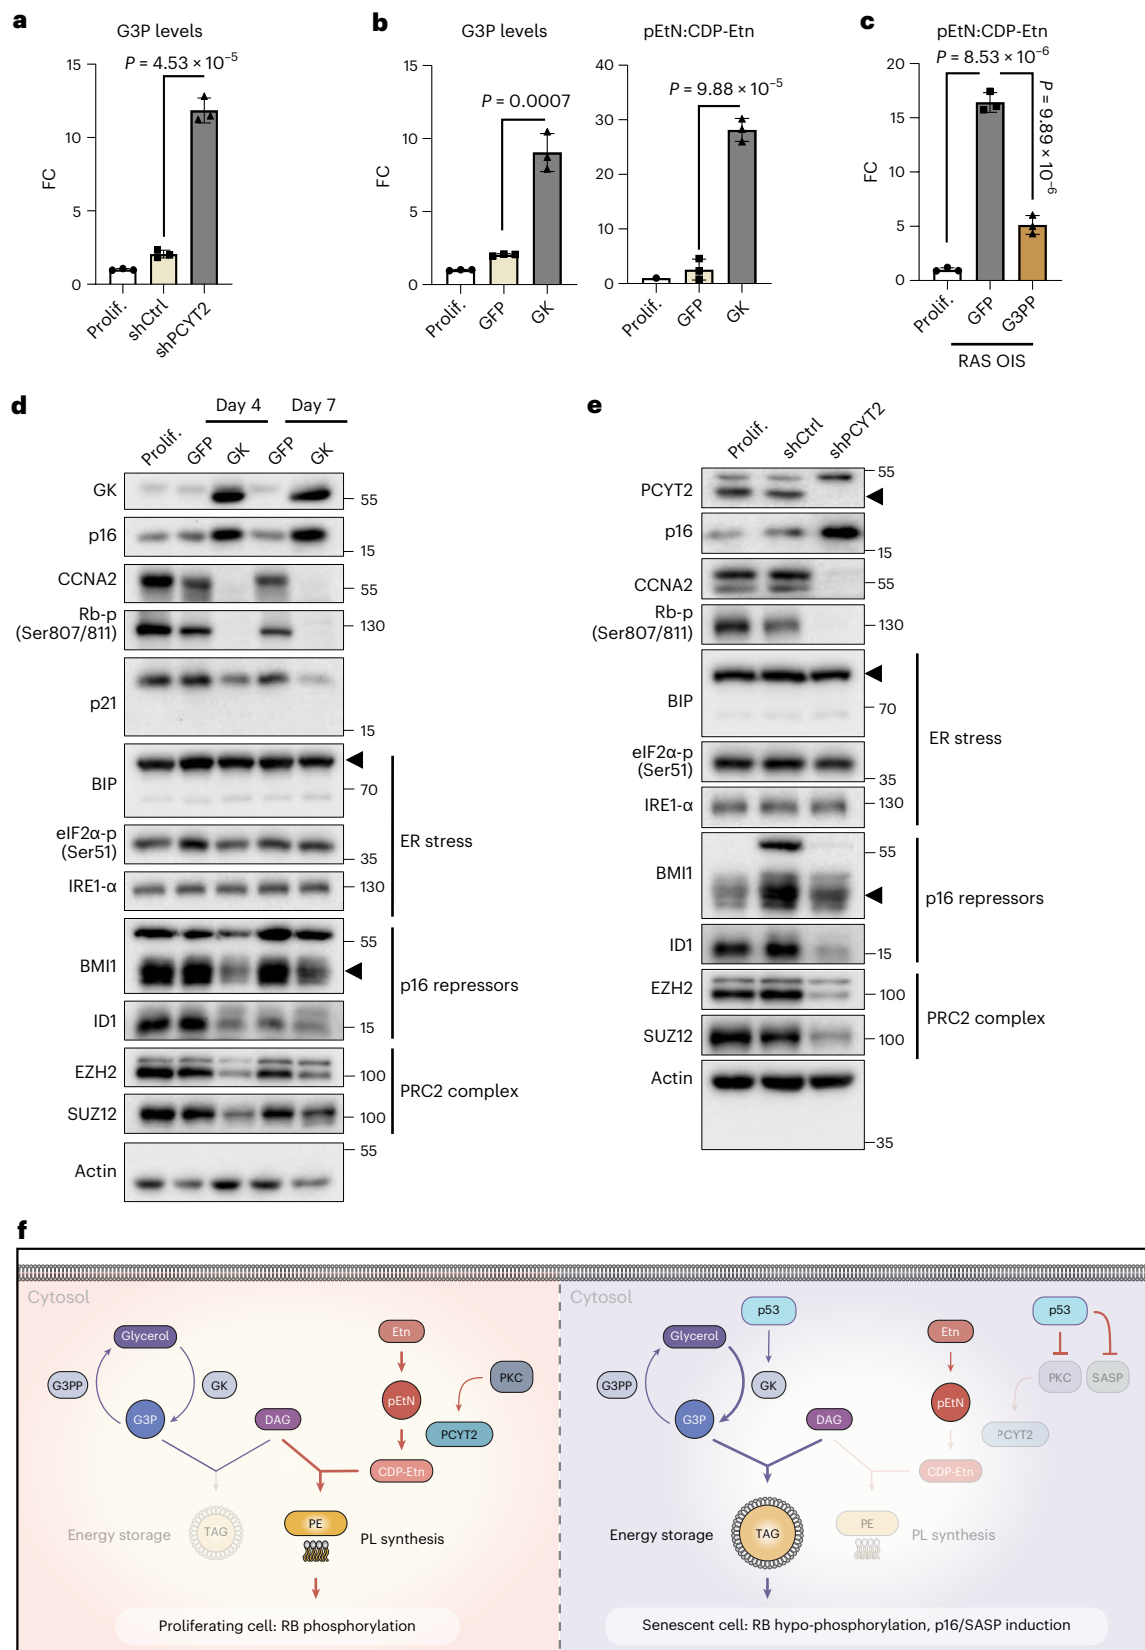 a
G3P levels
P = 4.53 × 10⁻⁵
15
10
5
0
FC
Prolif.
shCtrl
shPCYT2
b
G3P levels
P = 0.0007
15
10
5
0
FC
Prolif.
GFP
GK
pEtN:CDP-Etn
P = 9.88 × 10⁻⁵
40
30
20
10
0
Prolif.
GFP
GK
c
pEtN:CDP-Etn
P = 8.53 × 10⁻⁶
P = 9.89 × 10⁻⁶
20
15
10
5
0
FC
Prolif.
GFP
G3PP
RAS OIS
d
Day 4
Day 7
Prolif.
GFP
GK
GFP
GK
GK
55
p16
15
CCNA2
55
Rb-p
(Ser807/811)
130
p21
15
BIP
70
eIF2α-p
(Ser51)
35
IRE1-α
130
ER stress
BMI1
55
ID1
15
p16 repressors
EZH2
100
SUZ12
100
PRC2 complex
Actin
55
e
Prolif.
shCtrl
shPCYT2
PCYT2
55
p16
15
CCNA2
55
Rb-p
(Ser807/811)
130
BIP
70
eIF2α-p
(Ser51)
35
IRE1-α
130
ER stress
BMI1
55
ID1
15
p16 repressors
EZH2
100
SUZ12
100
PRC2 complex
Actin
35
f
Cytosol
Glycerol
G3PP
GK
G3P
DAG
Etn
pEtN
PKC
PCYT2
CDP-Etn
Energy storage
TAG
PE
PL synthesis
Proliferating cell: RB phosphorylation
Cytosol
p53
Glycerol
G3PP
GK
G3P
DAG
Etn
pEtN
p53
PKC
SASP
PCYT2
CDP-Etn
Energy storage
TAG
PE
PL synthesis
Senescent cell: RB hypo-phosphorylation, p16/SASP induction